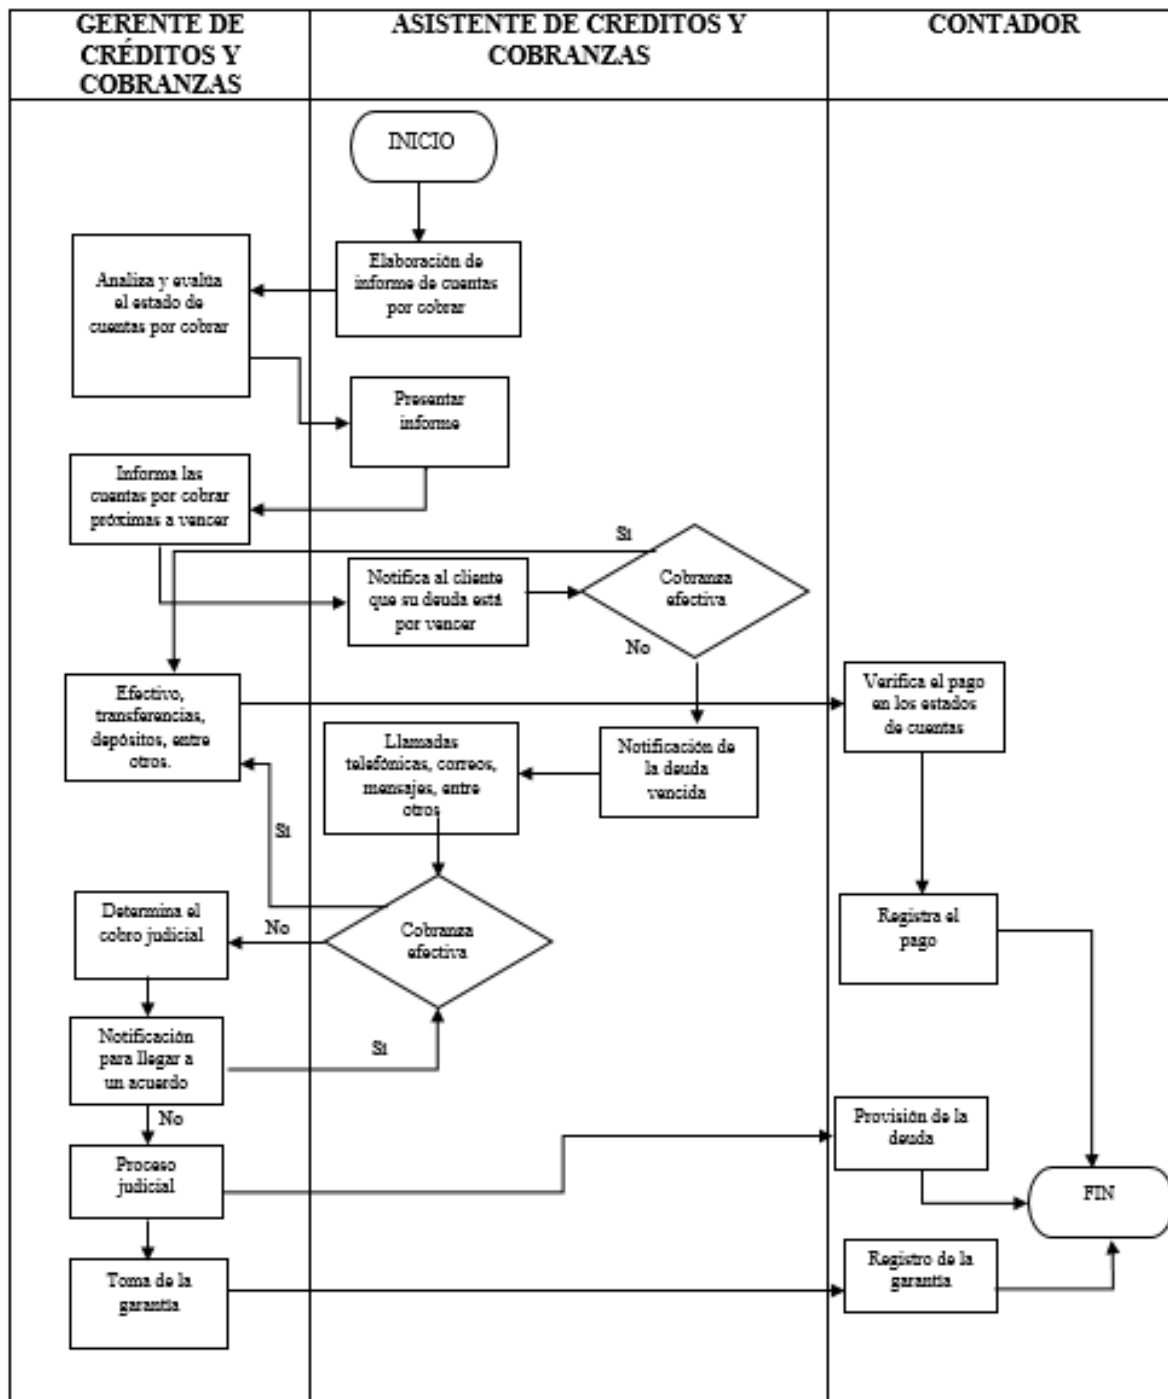 GERENTE DE
CRÉDITOS Y
COBRANZAS
ASISTENTE DE CREDITOS Y
COBRANZAS
CONTADOR
INICIO
Elaboración de
informe de cuentas
por cobrar
Analiza y evalúa
el estado de
cuentas por cobrar
Presentar
informe
Informa las
cuentas por cobrar
próximas a vencer
Si
Notifica al cliente
que su deuda está
por vencer
Cobranza
efectiva
No
Efectivo,
transferencias,
depósitos, entre
otros.
Verifica el pago
en los estados
de cuentas
Llamadas
telefónicas, correos,
mensajes, entre
otros
Notificación de
la deuda
vencida
Si
Determina el
cobro judicial
No
Cobranza
efectiva
Registra el
pago
Notificación
para llegar a
un acuerdo
Si
No
Provisión de la
deuda
Proceso
judicial
FIN
Toma de la
garantía
Registro de la
garantía